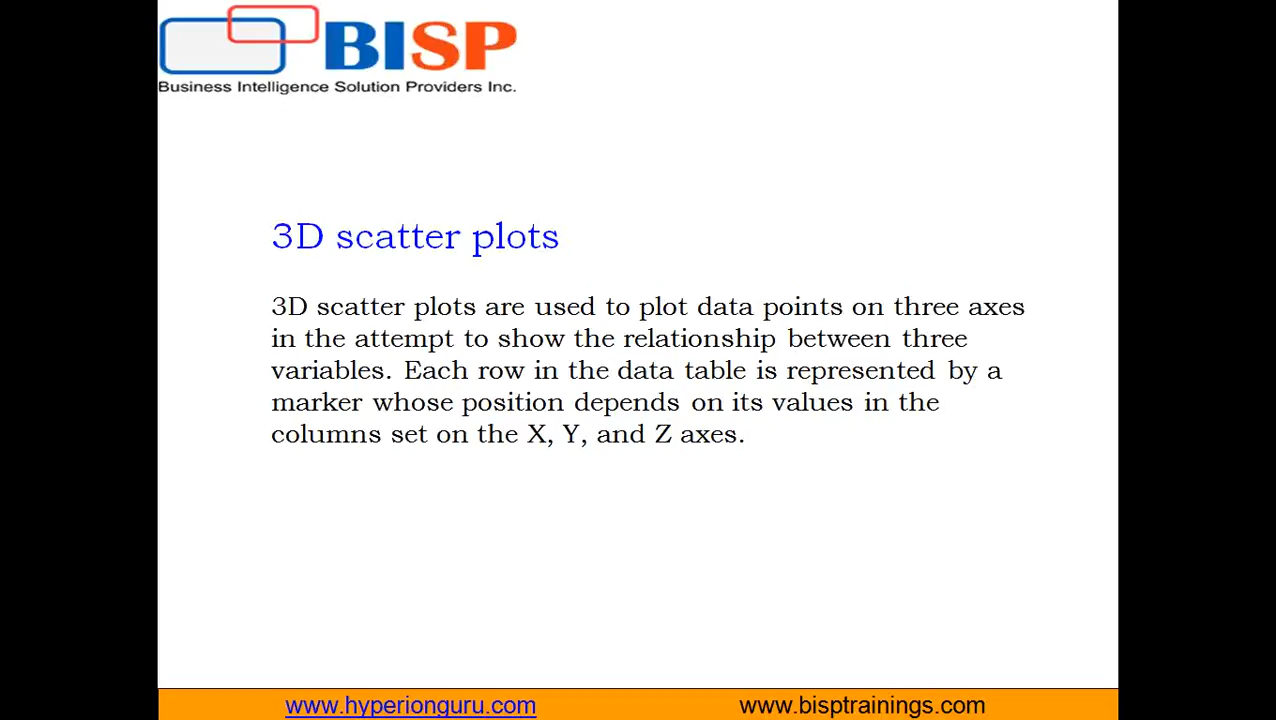 BISP
Business Intelligence Solution Providers Inc.
3D scatter plots
3D scatter plots are used to plot data points on three axes
in the attempt to show the relationship between three
variables. Each row in the data table is represented by a
marker whose position depends on its values in the
columns set on the X, Y, and Z axes.
www.hyperionguru.com
www.bisptrainings.com